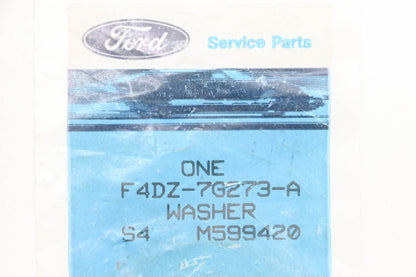 Ford
Service Parts
ONE
F4DZ-7G273-A
WASHER
S4 M599420